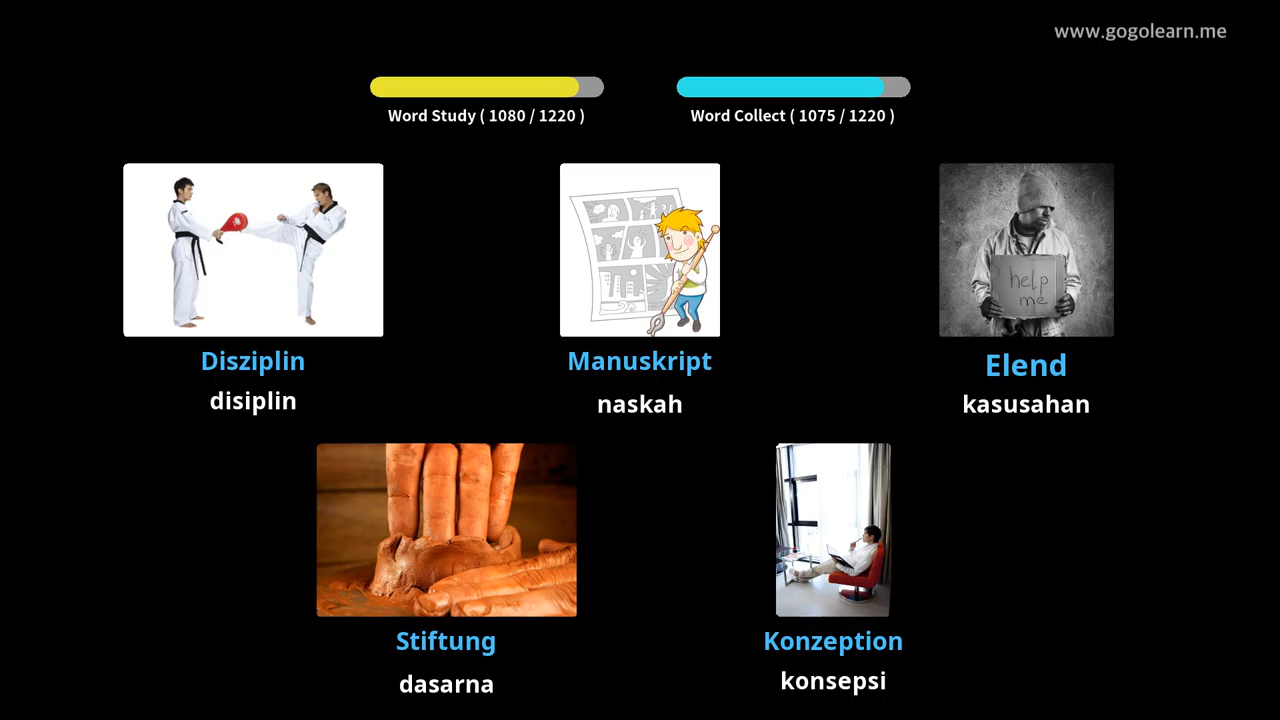 www.gogolearn.me
Word Study ( 1080 / 1220 )
Word Collect ( 1075 / 1220 )
help
me
Disziplin
disiplin
Manuskript
naskah
Elend
kasusahan
Stiftung
dasarna
Konzeption
konsepsi